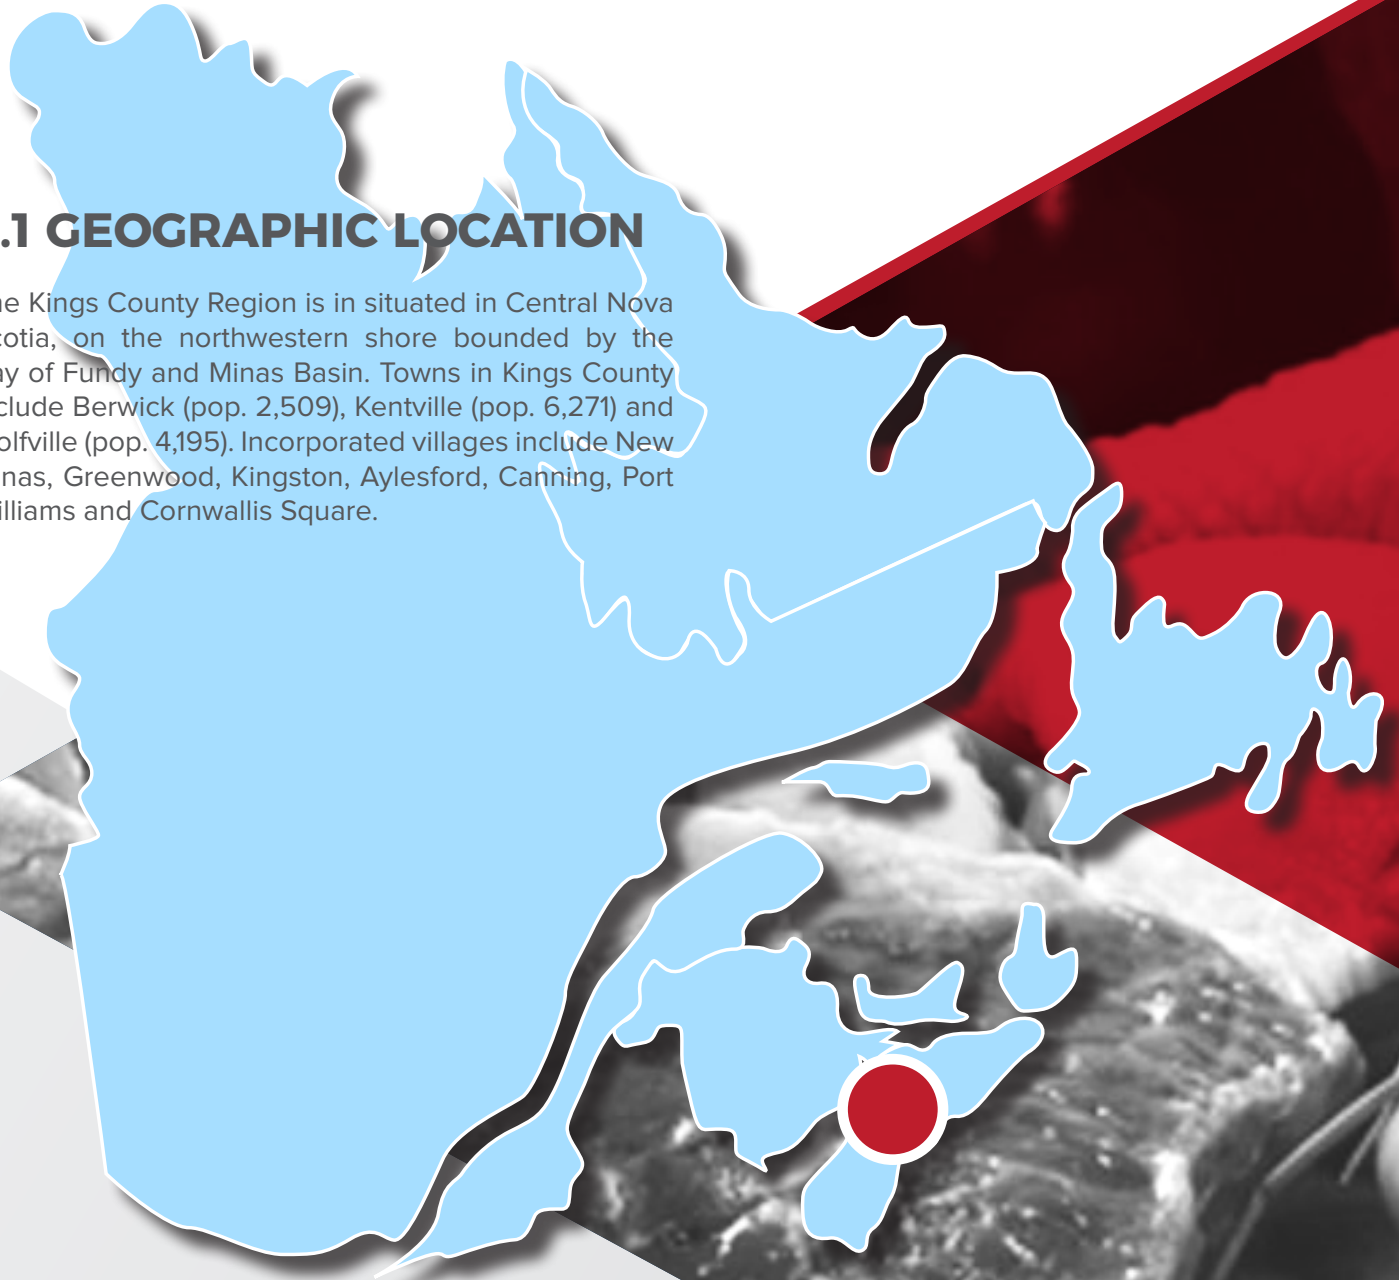 .1 GEOGRAPHIC LOCATION
ne Kings County Region is in situated in Central Nova
cotia, on the northwestern shore bounded by the
ay of Fundy and Minas Basin. Towns in Kings County
clude Berwick (pop. 2,509), Kentville (pop. 6,271) and
olfville (pop. 4,195). Incorporated villages include New
nas, Greenwood, Kingston, Aylesford, Canning, Port
illiams and Cornwallis Square.